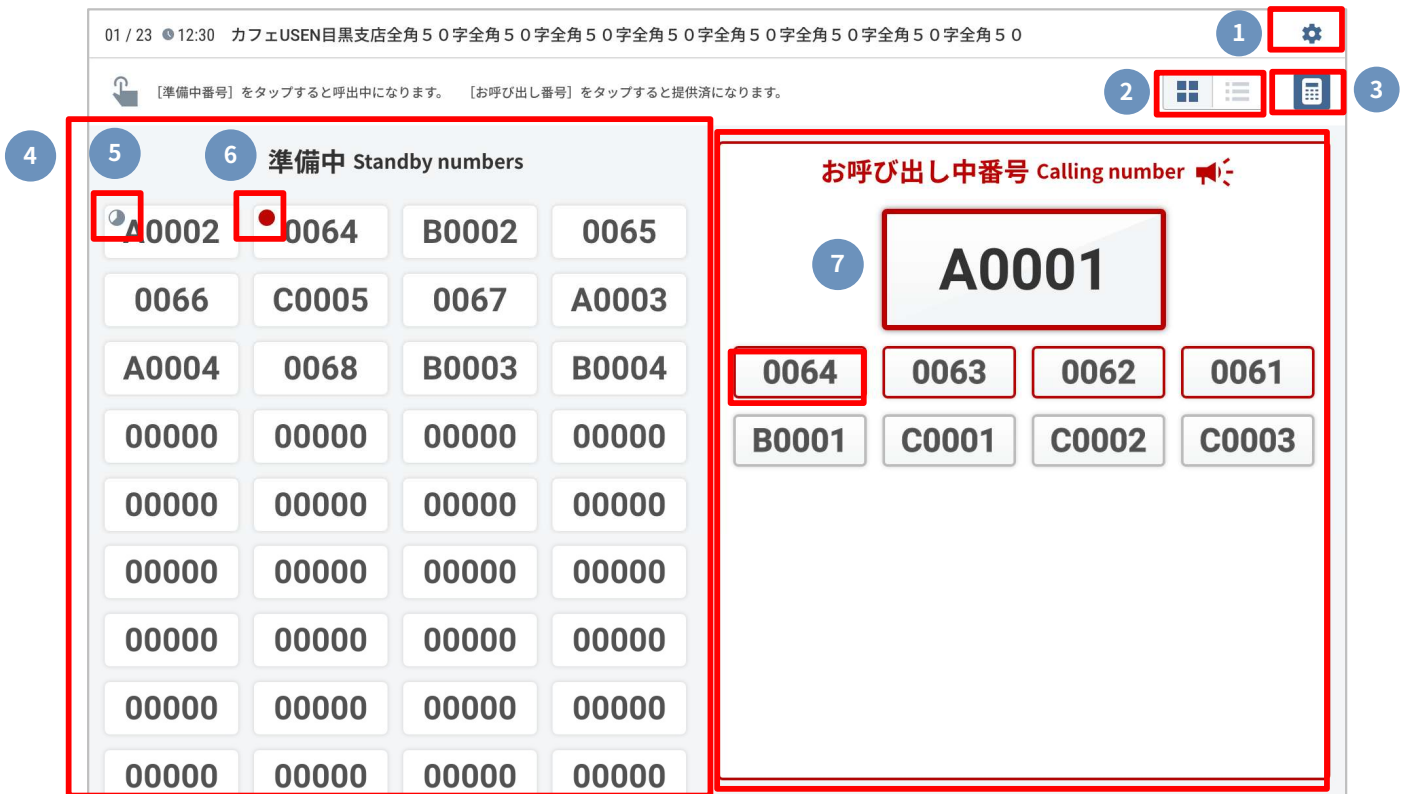 01 / 23 12:30 カフェUSEN目黒支店全角５０字全角５０字全角５０字全角５０字全角５０字全角５０字全角５０字全角５０
1
［準備中番号］をタップすると呼出中になります。 ［お呼び出し番号］をタップすると提供済になります。
2
3
4
5
6
準備中 Standby numbers
A0002 0064 B0002 0065
0066 C0005 0067 A0003
A0004 0068 B0003 B0004
00000 00000 00000 00000
00000 00000 00000 00000
00000 00000 00000 00000
00000 00000 00000 00000
00000 00000 00000 00000
00000 00000 00000 00000
お呼び出し中番号 Calling number
7
A0001
0064 0063 0062 0061
B0001 C0001 C0002 C0003